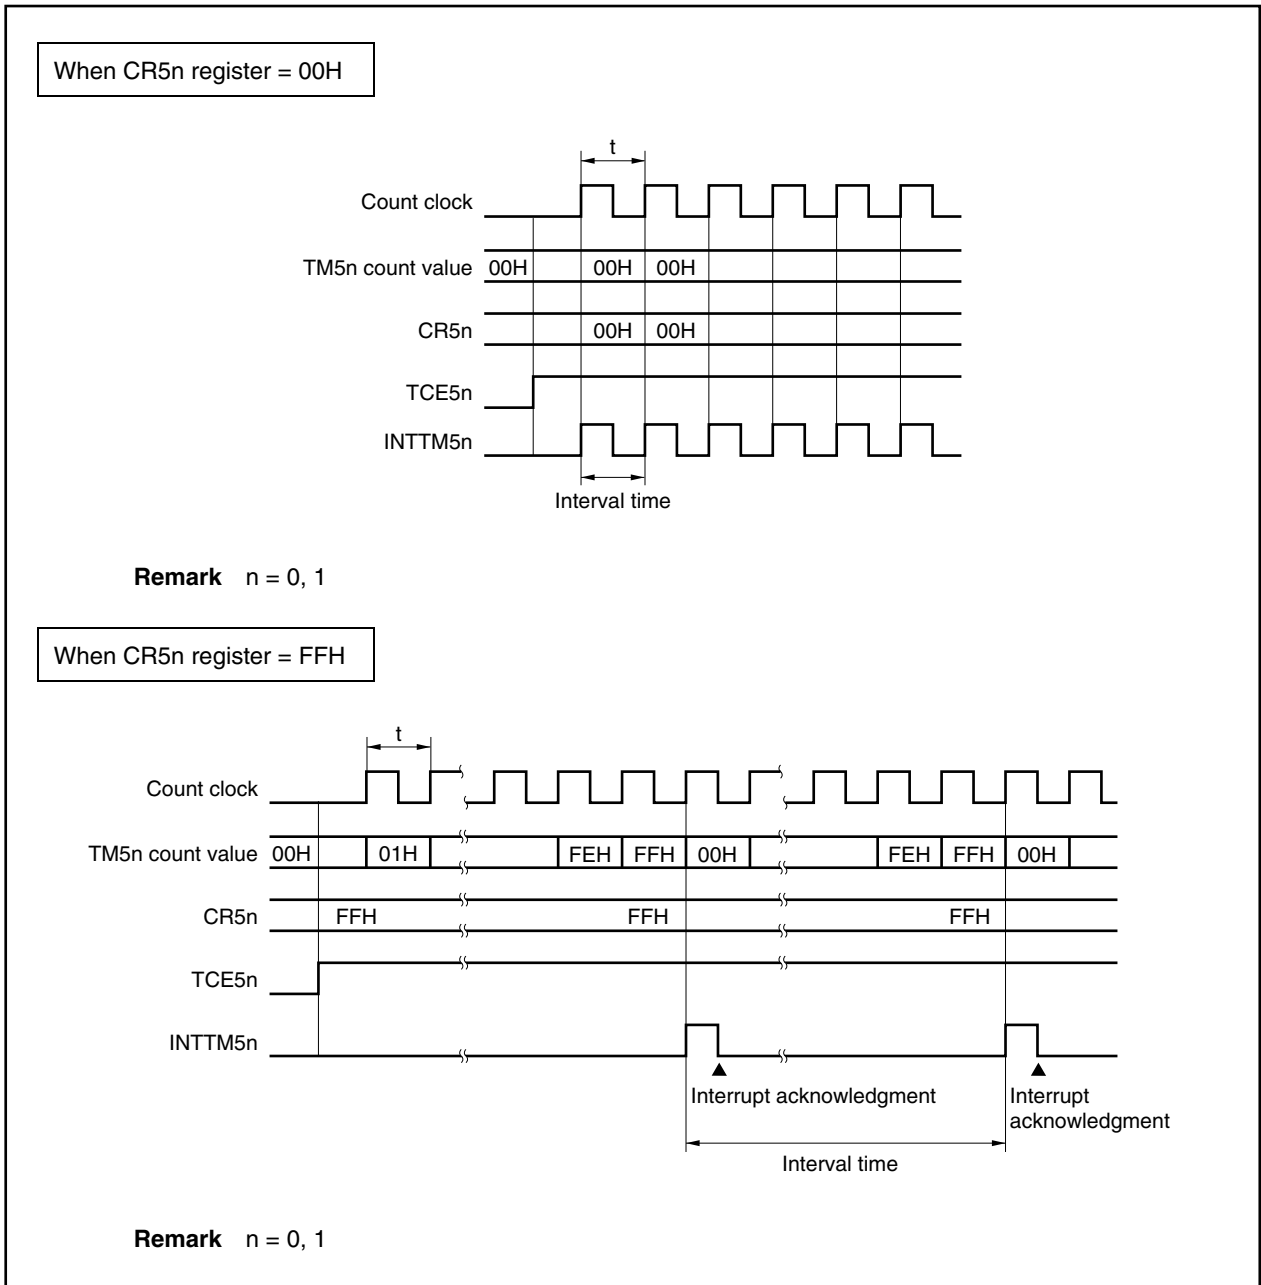 When CR5n register = 00H
t
Count clock
TM5n count value 00H 00H 00H
CR5n 00H 00H
TCE5n
INTTM5n
Interval time
Remark n = 0, 1
When CR5n register = FFH
t
Count clock
TM5n count value 00H 01H FEH FFH 00H FEH FFH 00H
CR5n FFH FFH FFH
TCE5n
INTTM5n
Interrupt acknowledgment
Interrupt
acknowledgment
Interval time
Remark n = 0, 1